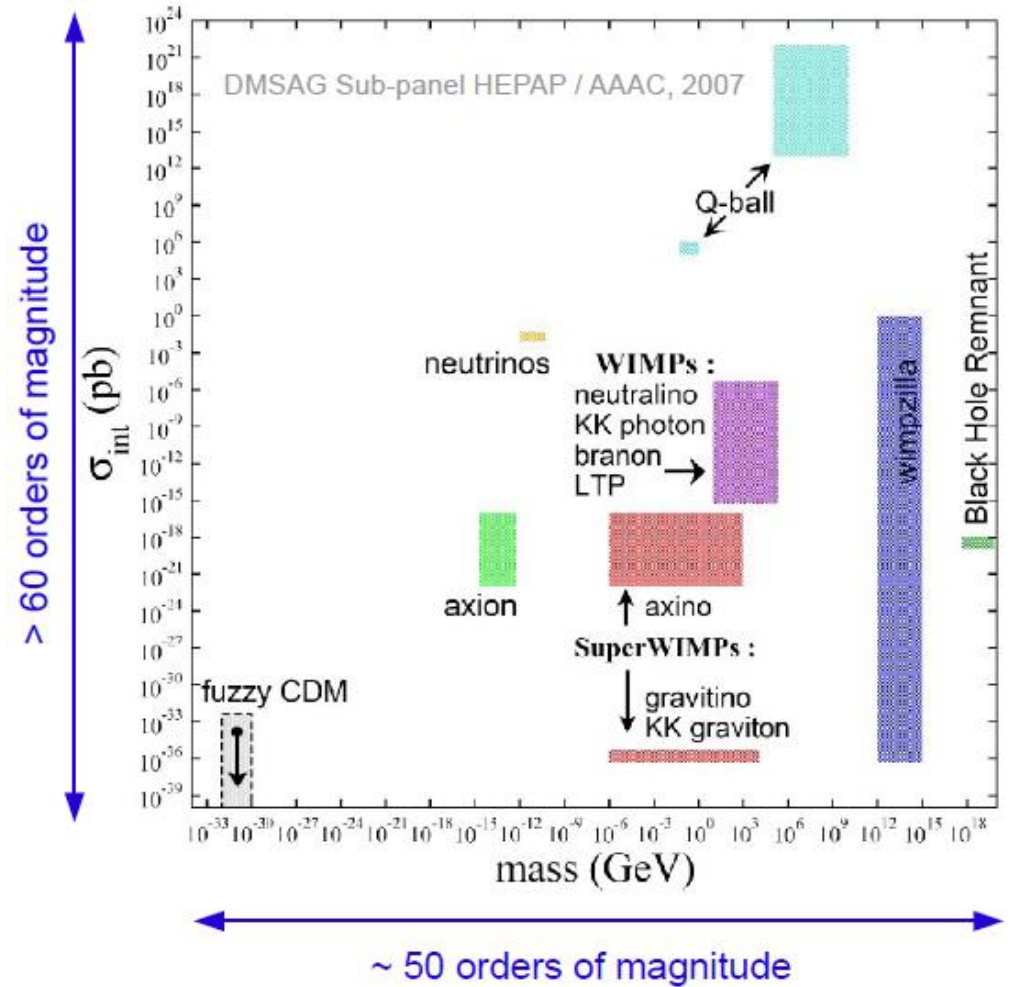 > 60 orders of magnitude
σint (pb)
10^24
10^21
10^18
10^15
10^12
10^9
10^6
10^3
10^0
10^-3
10^-6
10^-9
10^-12
10^-15
10^-18
10^-21
10^-24
10^-27
10^-30
10^-33
10^-36
10^-39
DMSAG Sub-panel HEPAP / AAAC, 2007
Q-ball
neutrinos
WIMPs :
neutralino
KK photon
branon
LTP
wimpzilla
Black Hole Remnant
axion
axino
SuperWIMPs :
gravitino
KK graviton
fuzzy CDM
10^-33 10^-30 10^-27 10^-24 10^-21 10^-18 10^-15 10^-12 10^-9 10^-6 10^-3 10^0 10^3 10^6 10^9 10^12 10^15 10^18
mass (GeV)
~ 50 orders of magnitude